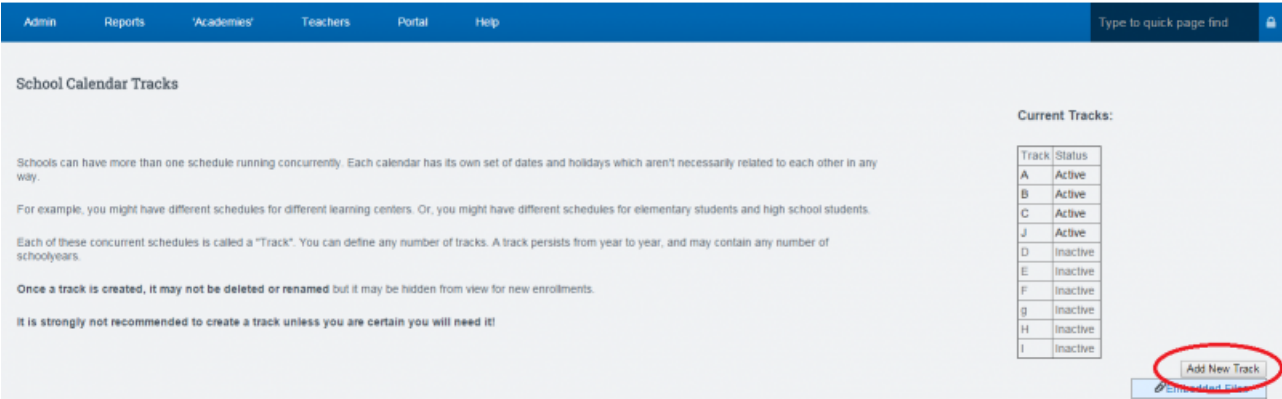 Admin Reports 'Academies' Teachers Portal Help Type to quick page find
School Calendar Tracks
Current Tracks:
Schools can have more than one schedule running concurrently. Each calendar has its own set of dates and holidays which aren't necessarily related to each other in any
way.
For example, you might have different schedules for different learning centers. Or, you might have different schedules for elementary students and high school students.
Each of these concurrent schedules is called a "Track". You can define any number of tracks. A track persists from year to year, and may contain any number of
schoolyears.
Once a track is created, it may not be deleted or renamed but it may be hidden from view for new enrollments.
It is strongly not recommended to create a track unless you are certain you will need it!
Track Status
A Active
B Active
C Active
J Active
D Inactive
E Inactive
F Inactive
g Inactive
H Inactive
I Inactive
Add New Track
Embedded Files